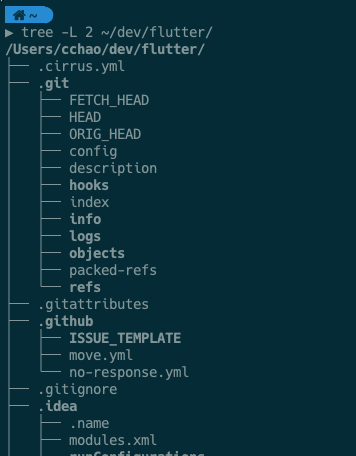 ~
▶ tree -L 2 ~/dev/flutter/
/Users/cchao/dev/flutter/
├── .cirrus.yml
├── .git
│   ├── FETCH_HEAD
│   ├── HEAD
│   ├── ORIG_HEAD
│   ├── config
│   ├── description
│   ├── hooks
│   ├── index
│   ├── info
│   ├── logs
│   ├── objects
│   ├── packed-refs
│   └── refs
├── .gitattributes
├── .github
│   ├── ISSUE_TEMPLATE
│   ├── move.yml
│   └── no-response.yml
├── .gitignore
├── .idea
│   ├── .name
│   ├── modules.xml
│   ├── runConfigurations